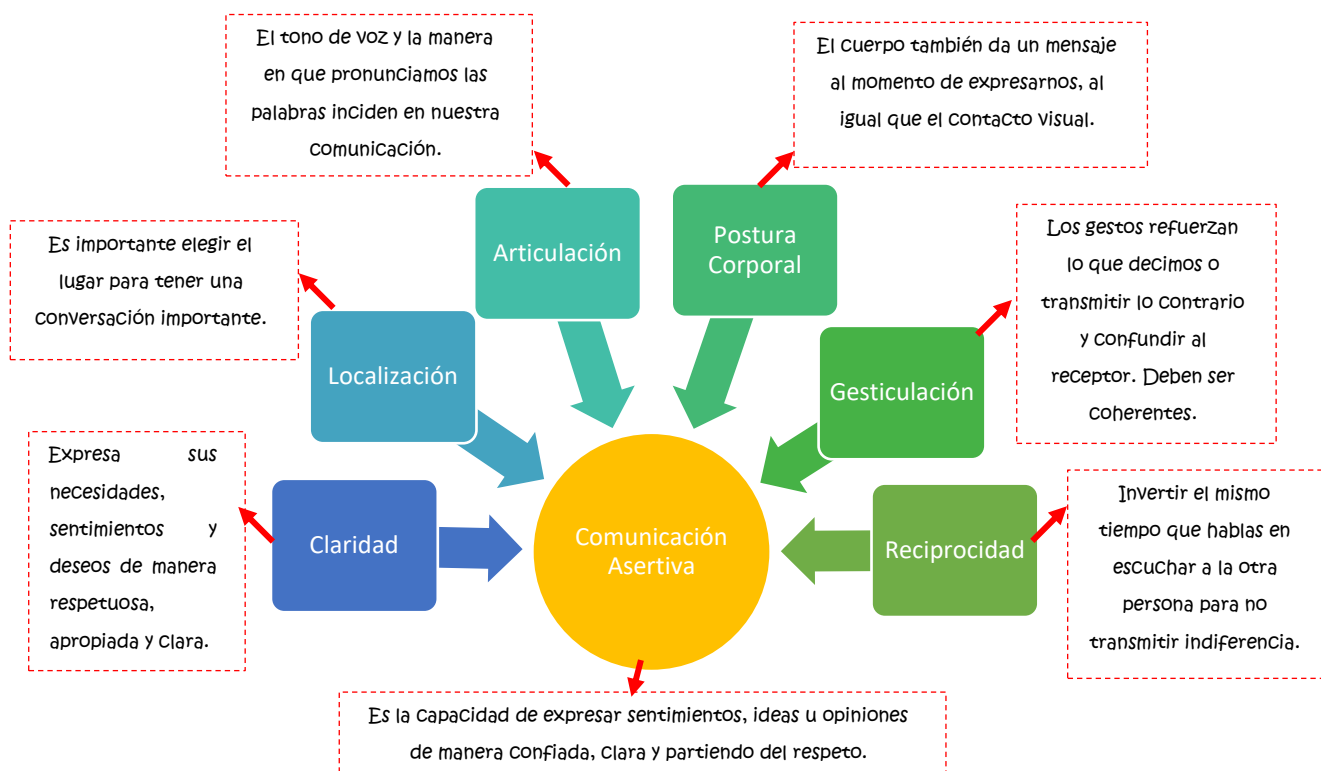 El tono de voz y la manera
en que pronunciamos las
palabras inciden en nuestra
comunicación.
El cuerpo también da un mensaje
al momento de expresarnos, al
igual que el contacto visual.
Articulación
Postura
Corporal
Es importante elegir el
lugar para tener una
conversación importante.
Los gestos refuerzan
lo que decimos o
transmitir lo contrario
y confundir al
receptor. Deben ser
coherentes.
Localización
Gesticulación
Expresa sus
necesidades,
sentimientos y
deseos de manera
respetuosa,
apropiada y clara.
Claridad
Comunicación
Asertiva
Reciprocidad
Invertir el mismo
tiempo que hablas en
escuchar a la otra
persona para no
transmitir indiferencia.
Es la capacidad de expresar sentimientos, ideas u opiniones
de manera confiada, clara y partiendo del respeto.